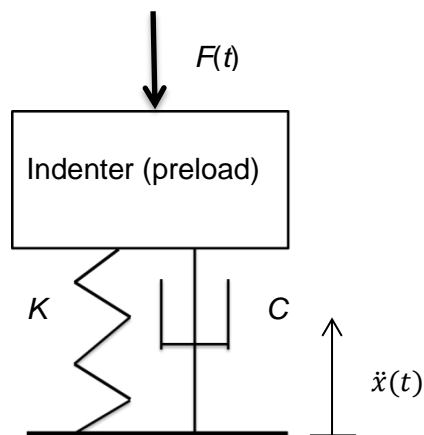 F(t)
Indenter (preload)
K
C
ẍ(t)